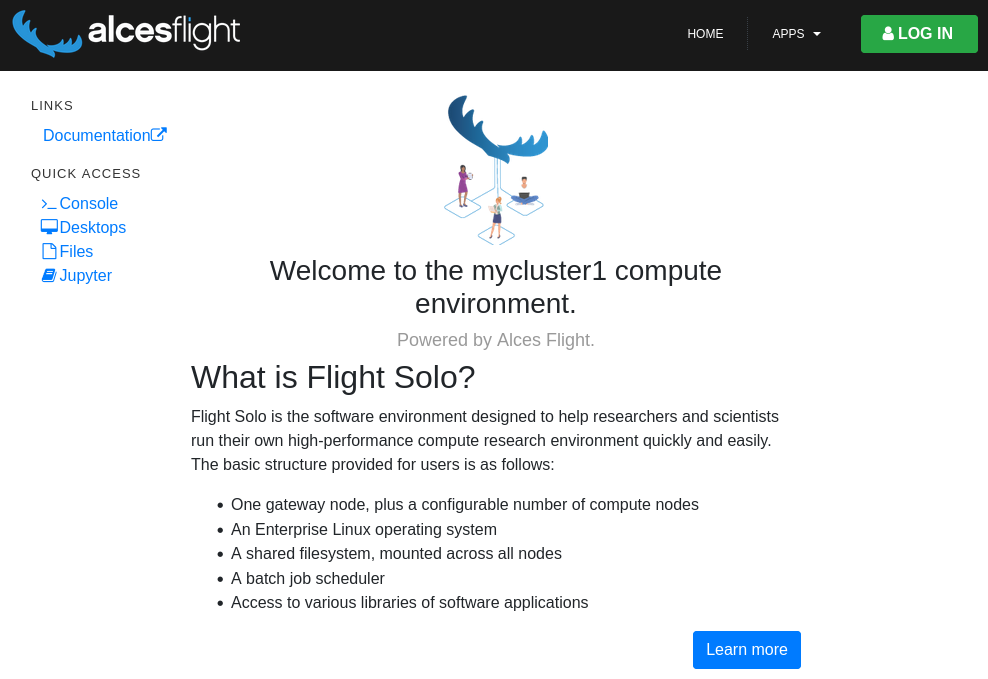 alcesflight
HOME
APPS
LOG IN
LINKS
Documentation
QUICK ACCESS
Console
Desktops
Files
Jupyter
Welcome to the mycluster1 compute
environment.
Powered by Alces Flight.
What is Flight Solo?
Flight Solo is the software environment designed to help researchers and scientists
run their own high-performance compute research environment quickly and easily.
The basic structure provided for users is as follows:
• One gateway node, plus a configurable number of compute nodes
• An Enterprise Linux operating system
• A shared filesystem, mounted across all nodes
• A batch job scheduler
• Access to various libraries of software applications
Learn more